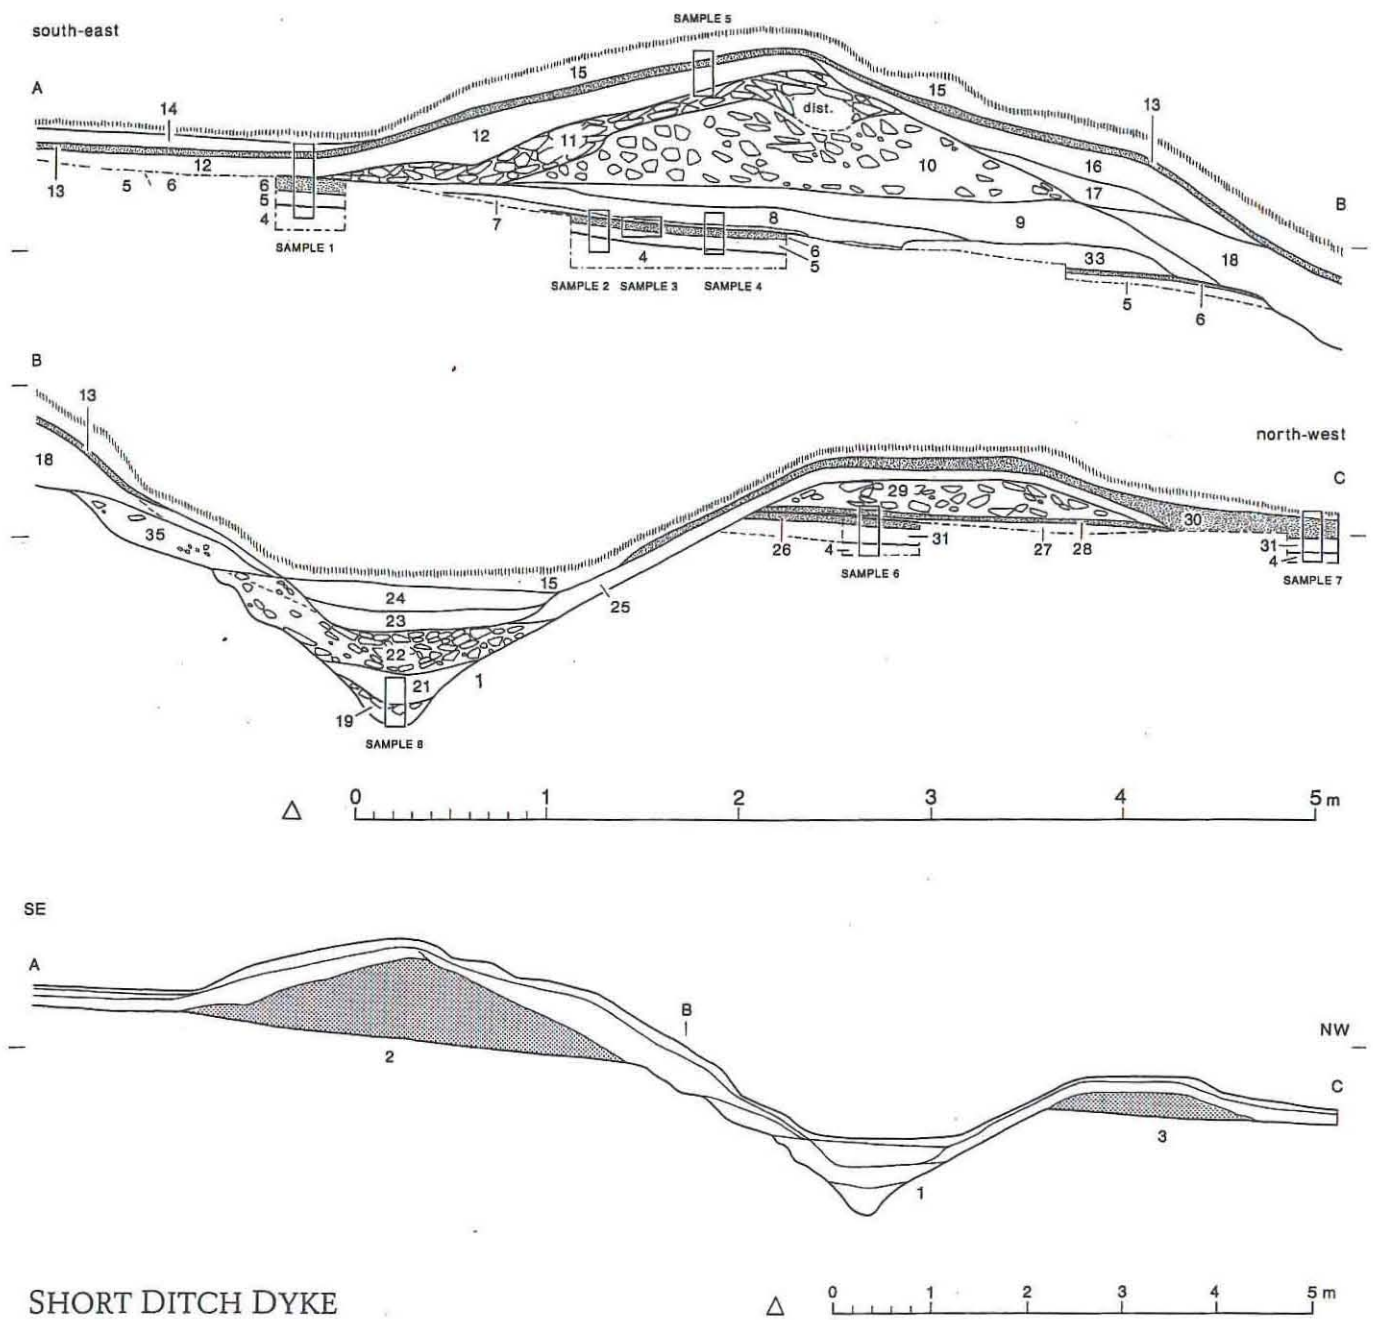 SAMPLE 5
south-east
A
15
15
13
14
dist.
12
11
12
10
16
13
5
6
6
5
4
17
B
7
8
9
SAMPLE 1
6
5
4
33
18
SAMPLE 2 SAMPLE 3 SAMPLE 4
5
6
B
13
north-west
18
C
29
35
30
26
4
31
27
28
31
4
SAMPLE 6
SAMPLE 7
15
24
25
23
22
21
1
19
SAMPLE 8
0 1 2 3 4 5 m
SE
A
B
2
NW
C
3
1
SHORT DITCH DYKE
0 1 2 3 4 5 m